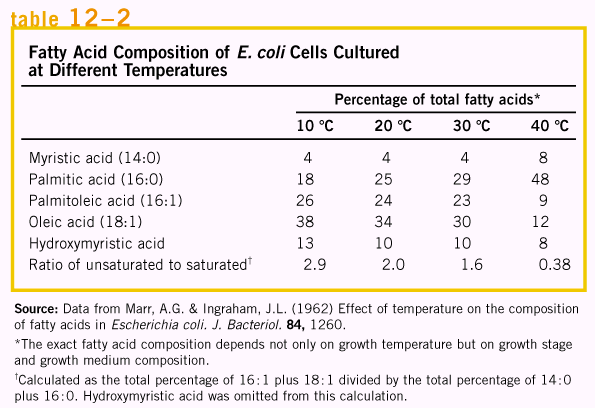 table 12–2
Fatty Acid Composition of E. coli Cells Cultured
at Different Temperatures
Percentage of total fatty acids*
10 °C 20 °C 30 °C 40 °C
Myristic acid (14:0) 4 4 4 8
Palmitic acid (16:0) 18 25 29 48
Palmitoleic acid (16:1) 26 24 23 9
Oleic acid (18:1) 38 34 30 12
Hydroxymyristic acid 13 10 10 8
Ratio of unsaturated to saturated† 2.9 2.0 1.6 0.38
Source: Data from Marr, A.G. & Ingraham, J.L. (1962) Effect of temperature on the composition
of fatty acids in Escherichia coli. J. Bacteriol. 84, 1260.
*The exact fatty acid composition depends not only on growth temperature but on growth stage
and growth medium composition.
†Calculated as the total percentage of 16:1 plus 18:1 divided by the total percentage of 14:0
plus 16:0. Hydroxymyristic acid was omitted from this calculation.